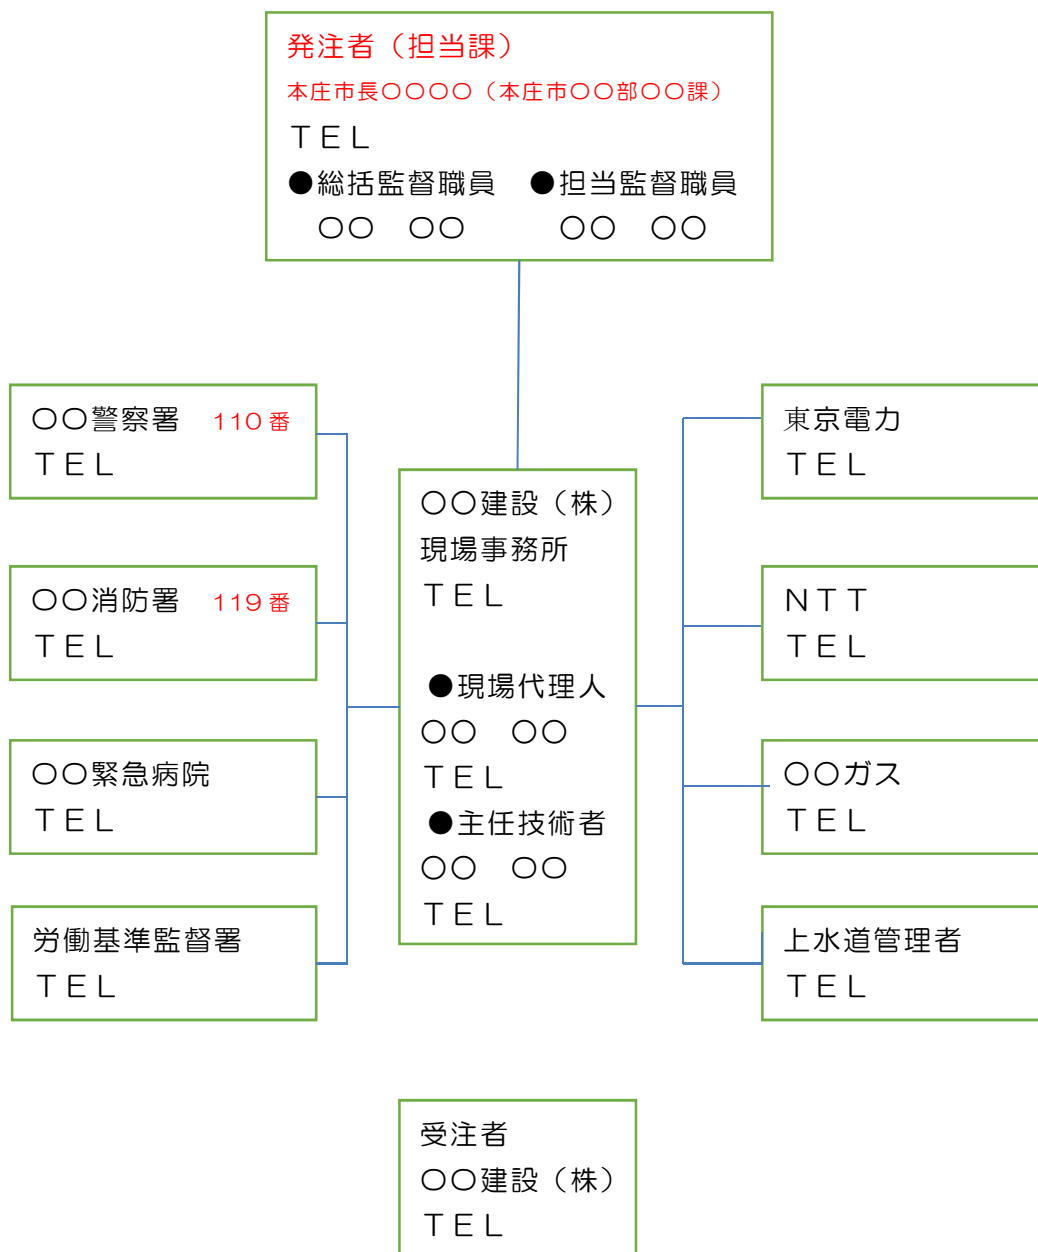 発注者（担当課）
本庄市長〇〇〇〇（本庄市〇〇部〇〇課）
ＴＥＬ
●総括監督職員　●担当監督職員
〇〇　〇〇　　　〇〇　〇〇
〇〇警察署　110番
ＴＥＬ
〇〇消防署　119番
ＴＥＬ
〇〇緊急病院
ＴＥＬ
労働基準監督署
ＴＥＬ
〇〇建設（株）
現場事務所
ＴＥＬ
●現場代理人
〇〇　〇〇
ＴＥＬ
●主任技術者
〇〇　〇〇
ＴＥＬ
東京電力
ＴＥＬ
ＮＴＴ
ＴＥＬ
〇〇ガス
ＴＥＬ
上水道管理者
ＴＥＬ
受注者
〇〇建設（株）
ＴＥＬ